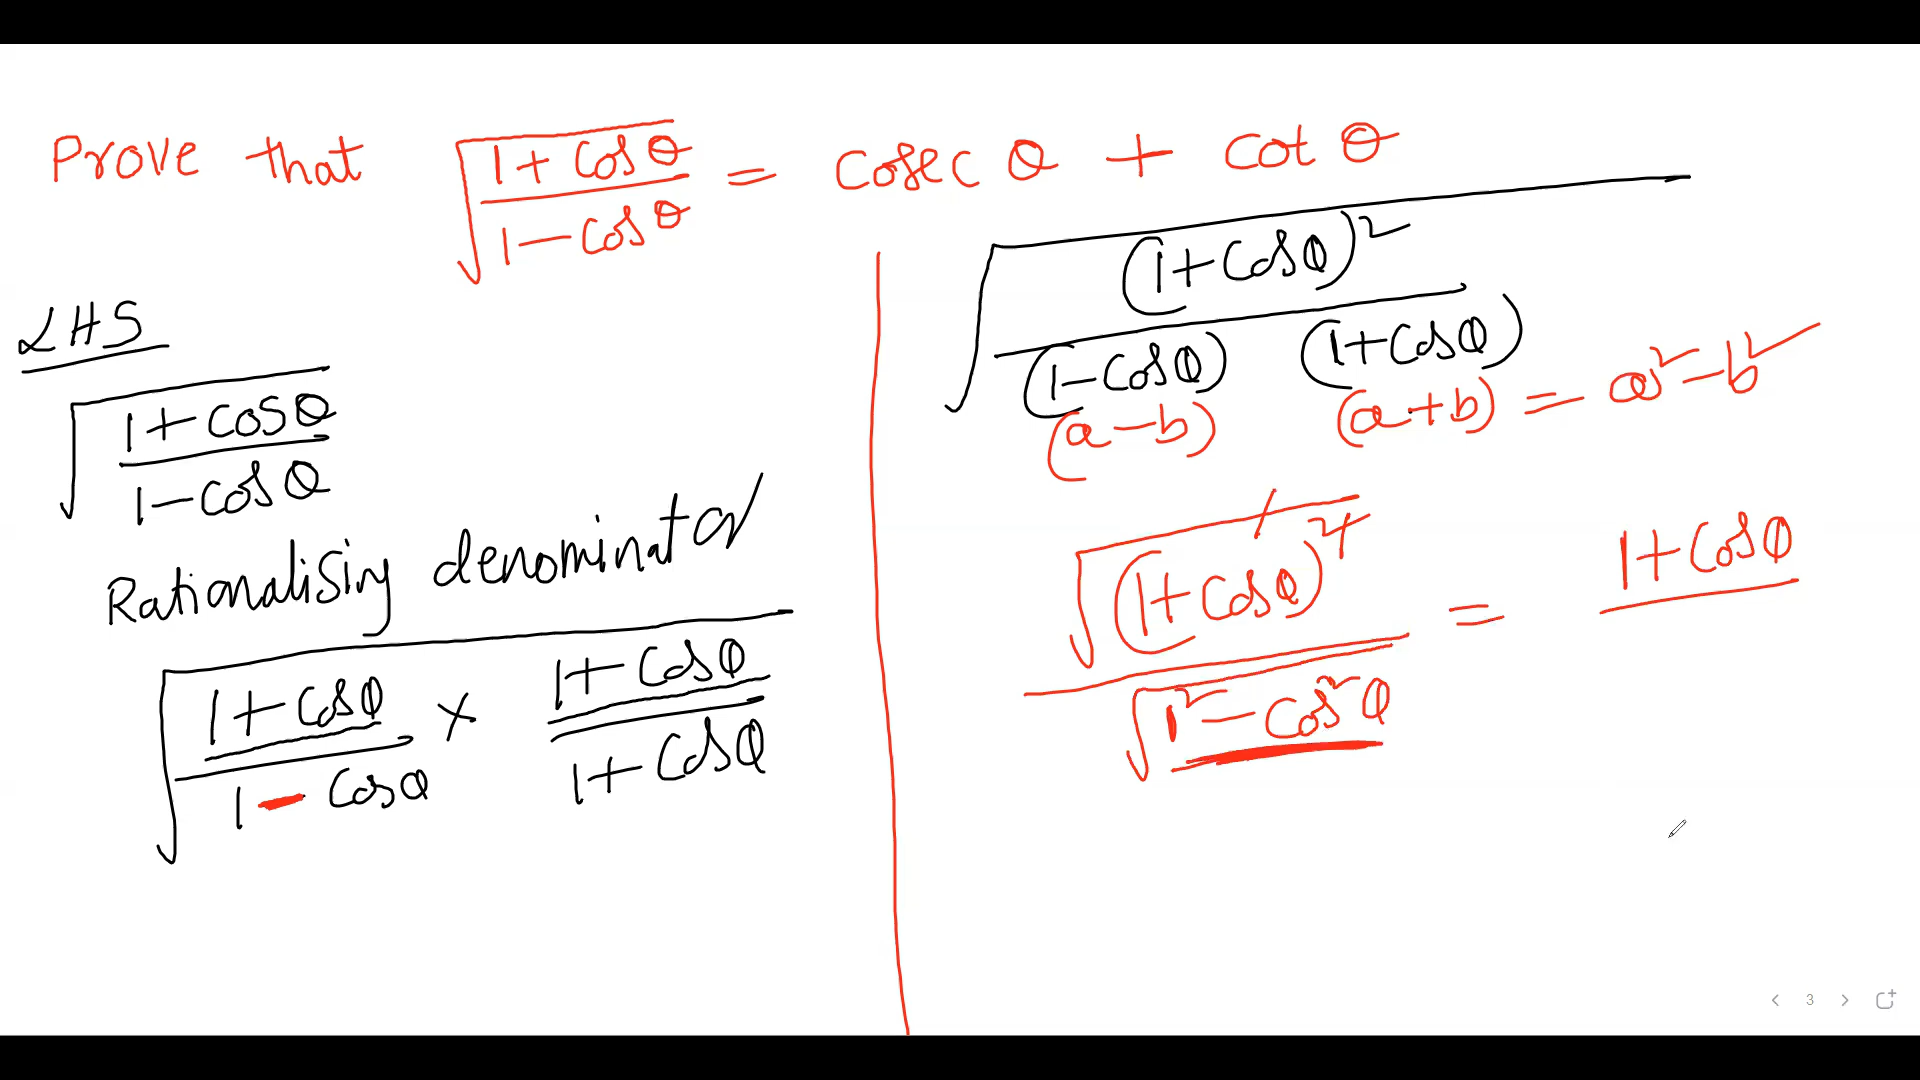 Prove that √((1+cosθ)/(1-cosθ)) = cosec θ + cot θ
LHS
√((1+cosθ)/(1-cosθ))
Rationalising denominator
√((1+cosθ)/(1-cosθ) × (1+cosθ)/(1+cosθ))
√((1+cosθ)²/((1-cosθ) (1+cosθ)))
(a-b) (a+b) = a²-b²
√(1+cosθ)²/√(1²-cos²θ) = 1+cosθ
3